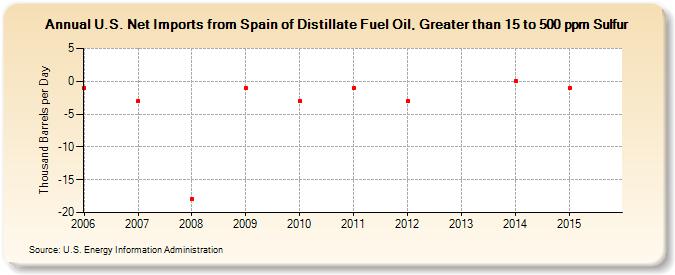 Annual U.S. Net Imports from Spain of Distillate Fuel Oil, Greater than 15 to 500 ppm Sulfur
Thousand Barrels per Day
5
0
-5
-10
-15
-20
2006 2007 2008 2009 2010 2011 2012 2013 2014 2015
Source: U.S. Energy Information Administration